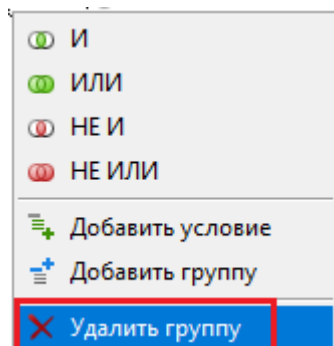 И
ИЛИ
НЕ И
НЕ ИЛИ
Добавить условие
Добавить группу
Удалить группу